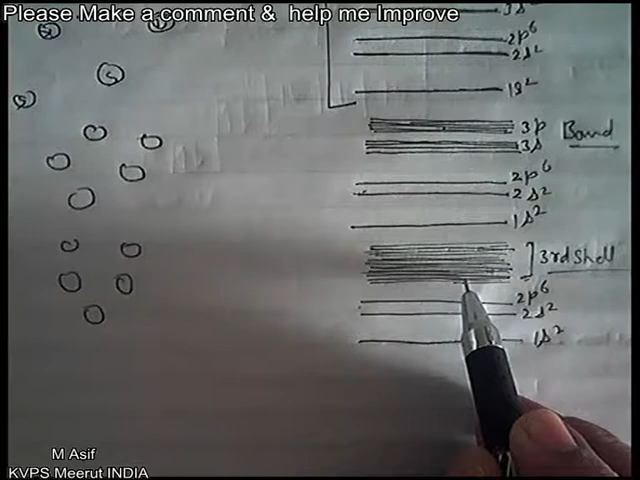 Please Make a comment & help me Improve
3s²
2p⁶
2s²
1s²
3p
Band
3s
2p⁶
2s²
1s²
3rd Shell
2p⁶
2s²
1s²
M Asif
KVPS Meerut INDIA